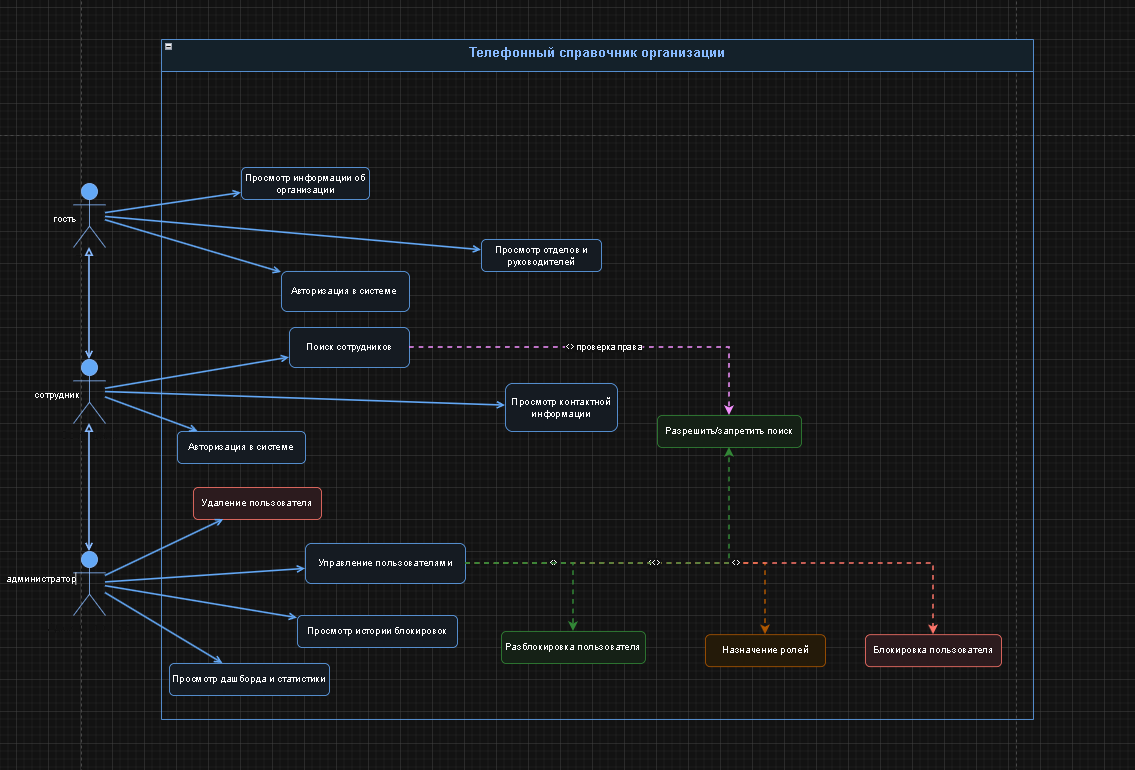 Телефонный справочник организации
Просмотр информации об
организации
гость
Просмотр отделов и
руководителей
Авторизация в системе
Поиск сотрудников
<> проверка права
сотрудник
Просмотр контактной
информации
Разрешить/запретить поиск
Авторизация в системе
Удаление пользователя
администратор
Управление пользователями
<>
<<>
<>
Просмотр истории блокировок
Разблокировка пользователя
Назначение ролей
Блокировка пользователя
Просмотр дашборда и статистики